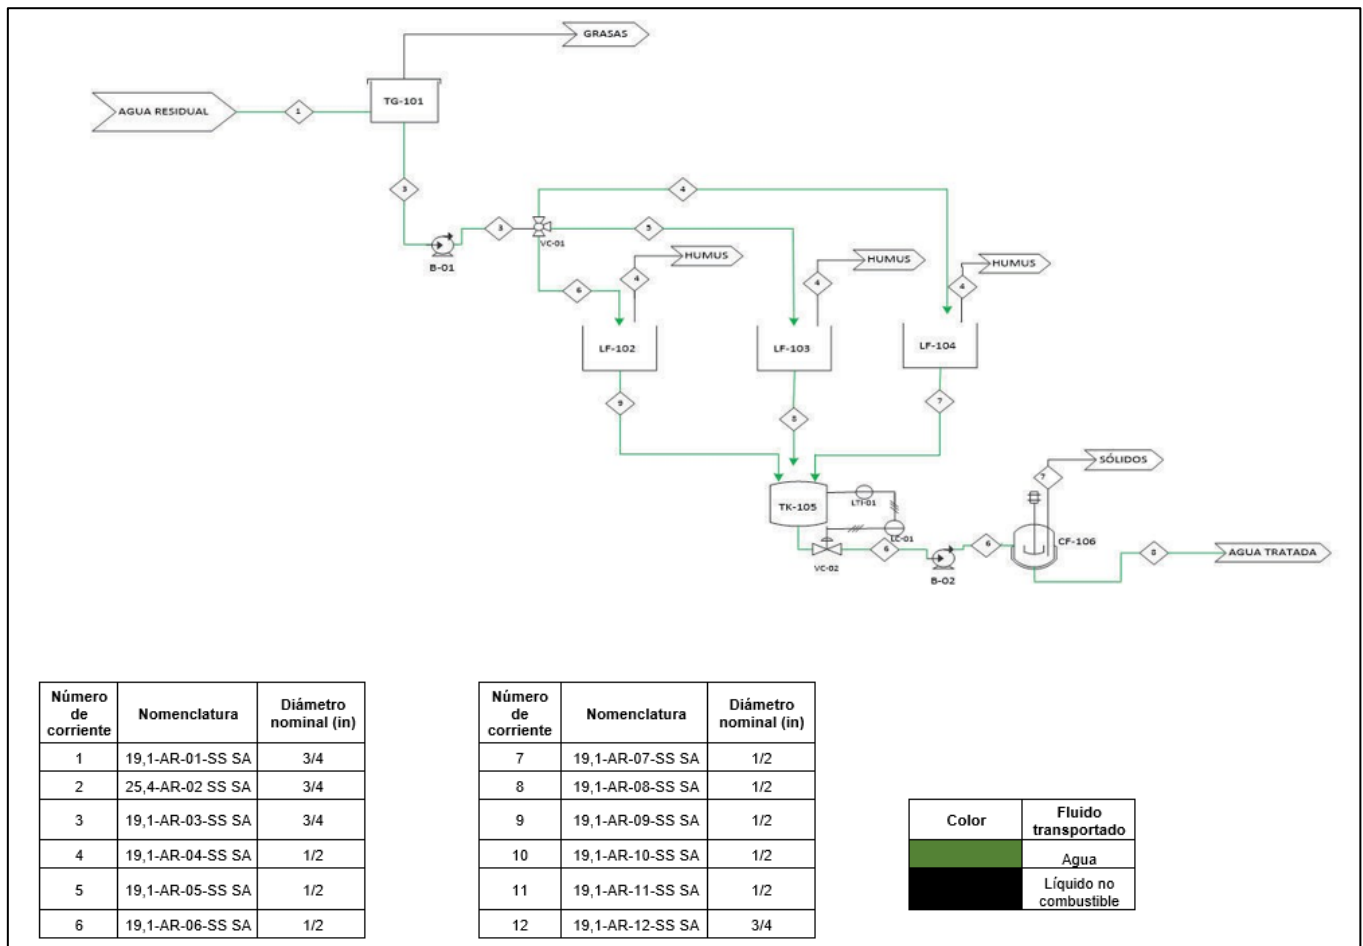 GRASAS
AGUA RESIDUAL
1
TG-101
3
4
3
5
VC-01
B-01
HUMUS
HUMUS
HUMUS
6
4
4
4
LF-102
LF-103
LF-104
9
8
7
SÓLIDOS
7
TK-105
LTI-01
LC-01
VC-02
6
B-02
6
CF-106
8
AGUA TRATADA
Número de corriente Nomenclatura Diámetro nominal (in)
1 19,1-AR-01-SS SA 3/4
2 25,4-AR-02 SS SA 3/4
3 19,1-AR-03-SS SA 3/4
4 19,1-AR-04-SS SA 1/2
5 19,1-AR-05-SS SA 1/2
6 19,1-AR-06-SS SA 1/2
Número de corriente Nomenclatura Diámetro nominal (in)
7 19,1-AR-07-SS SA 1/2
8 19,1-AR-08-SS SA 1/2
9 19,1-AR-09-SS SA 1/2
10 19,1-AR-10-SS SA 1/2
11 19,1-AR-11-SS SA 1/2
12 19,1-AR-12-SS SA 3/4
Color Fluido transportado
Agua
Líquido no combustible